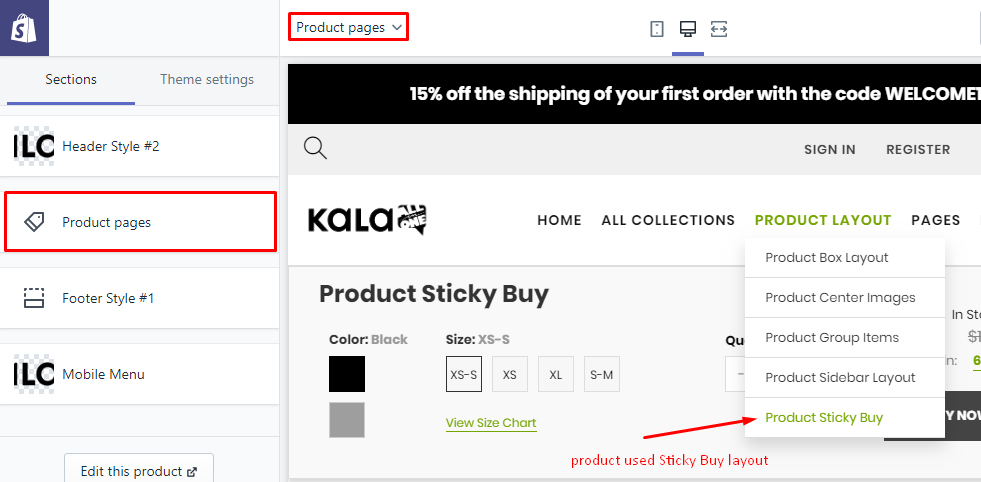 Product pages
Sections
Theme settings
ILC Header Style #2
Product pages
Footer Style #1
ILC Mobile Menu
Edit this product
15% off the shipping of your first order with the code WELCOME1
SIGN IN REGISTER
KALA
HOME ALL COLLECTIONS PRODUCT LAYOUT PAGES
Product Box Layout
Product Center Images
Product Group Items
Product Sidebar Layout
Product Sticky Buy
Product Sticky Buy
Color: Black
Size: XS-S
XS-S XS XL S-M
View Size Chart
Qu
-
In Sto
$1
n: 6
Y NOW
product used Sticky Buy layout